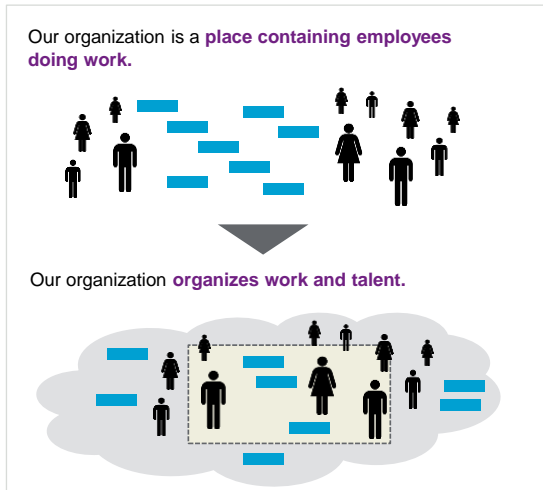 Our organization is a place containing employees
doing work.
Our organization organizes work and talent.